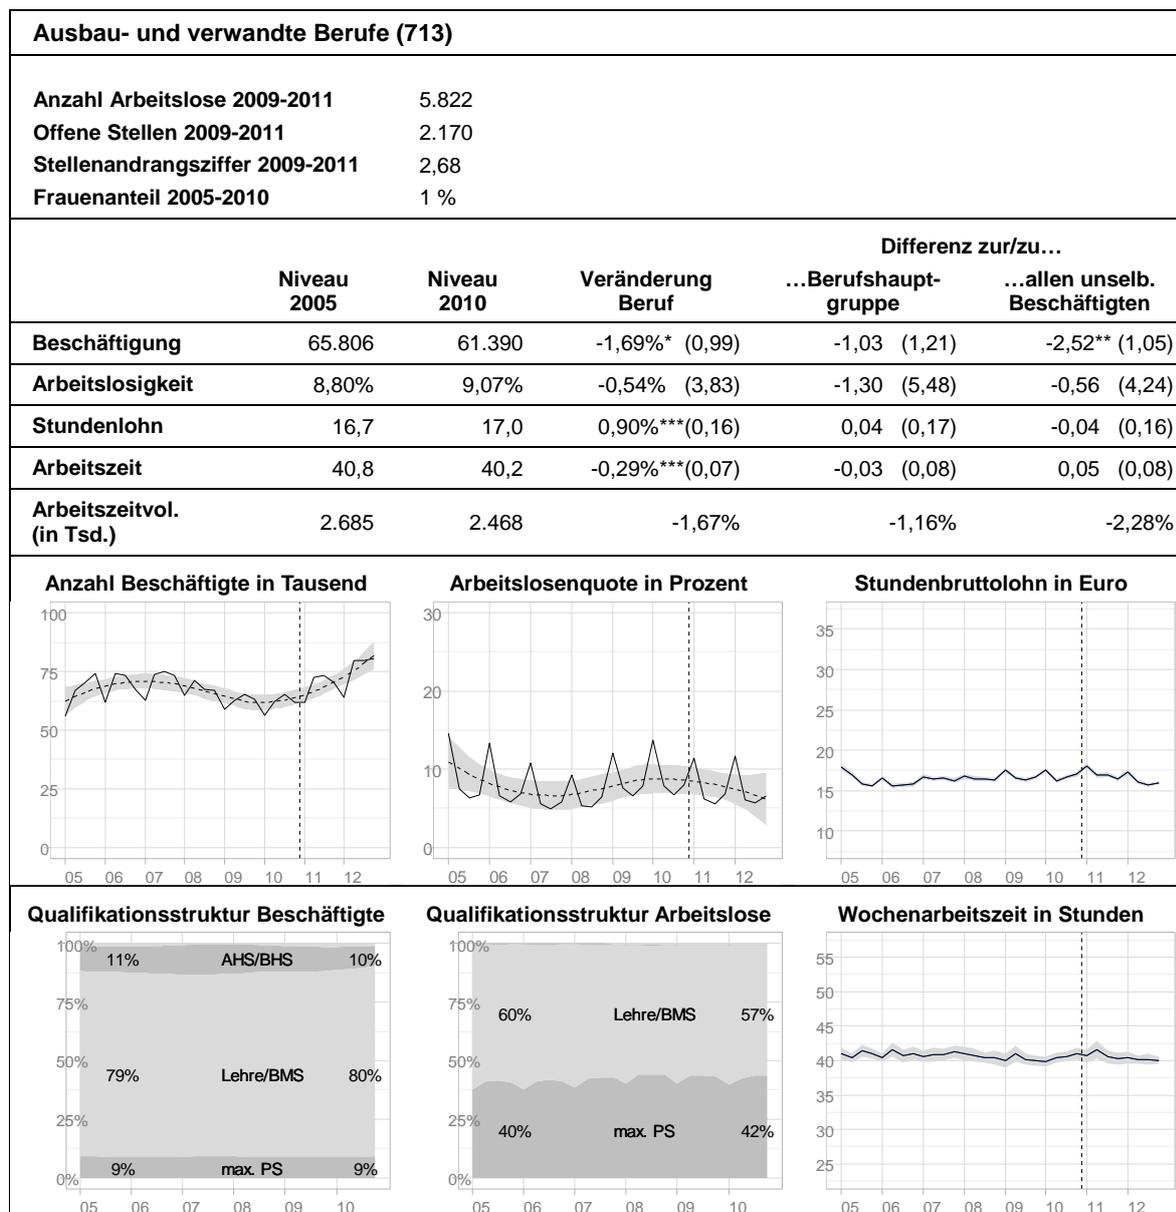 Ausbau- und verwandte Berufe (713)
Anzahl Arbeitslose 2009-2011 5.822
Offene Stellen 2009-2011 2.170
Stellenandrangsziffer 2009-2011 2,68
Frauenanteil 2005-2010 1 %
Differenz zur/zu…
Niveau Niveau Veränderung …Berufshaupt- …allen unselb.
2005 2010 Beruf gruppe Beschäftigten
Beschäftigung 65.806 61.390 -1,69%* (0,99) -1,03 (1,21) -2,52** (1,05)
Arbeitslosigkeit 8,80% 9,07% -0,54% (3,83) -1,30 (5,48) -0,56 (4,24)
Stundenlohn 16,7 17,0 0,90%***(0,16) 0,04 (0,17) -0,04 (0,16)
Arbeitszeit 40,8 40,2 -0,29%***(0,07) -0,03 (0,08) 0,05 (0,08)
Arbeitszeitvol.
(in Tsd.) 2.685 2.468 -1,67% -1,16% -2,28%
Anzahl Beschäftigte in Tausend
100
75
50
25
0
05 06 07 08 09 10 11 12
Arbeitslosenquote in Prozent
30
20
10
0
05 06 07 08 09 10 11 12
Stundenbruttolohn in Euro
35
30
25
20
15
10
05 06 07 08 09 10 11 12
Qualifikationsstruktur Beschäftigte
100%
11% AHS/BHS 10%
75%
79% Lehre/BMS 80%
50%
25%
9% max. PS 9%
0%
05 06 07 08 09 10
Qualifikationsstruktur Arbeitslose
100%
75%
60% Lehre/BMS 57%
50%
25%
40% max. PS 42%
0%
05 06 07 08 09 10
Wochenarbeitszeit in Stunden
55
50
45
40
35
30
25
05 06 07 08 09 10 11 12